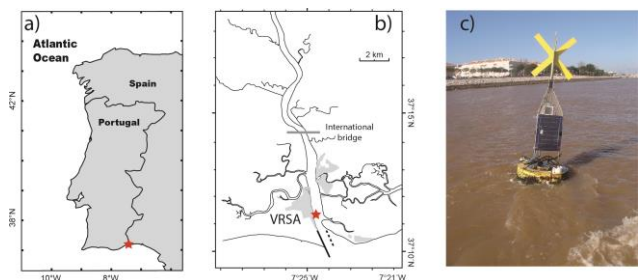 a)
Atlantic
Ocean
Spain
Portugal
42°N
38°N
10°W
8°W
b)
2 km
37°15'N
International
bridge
VRSA
37°10'N
7°25'W
7°21'W
c)